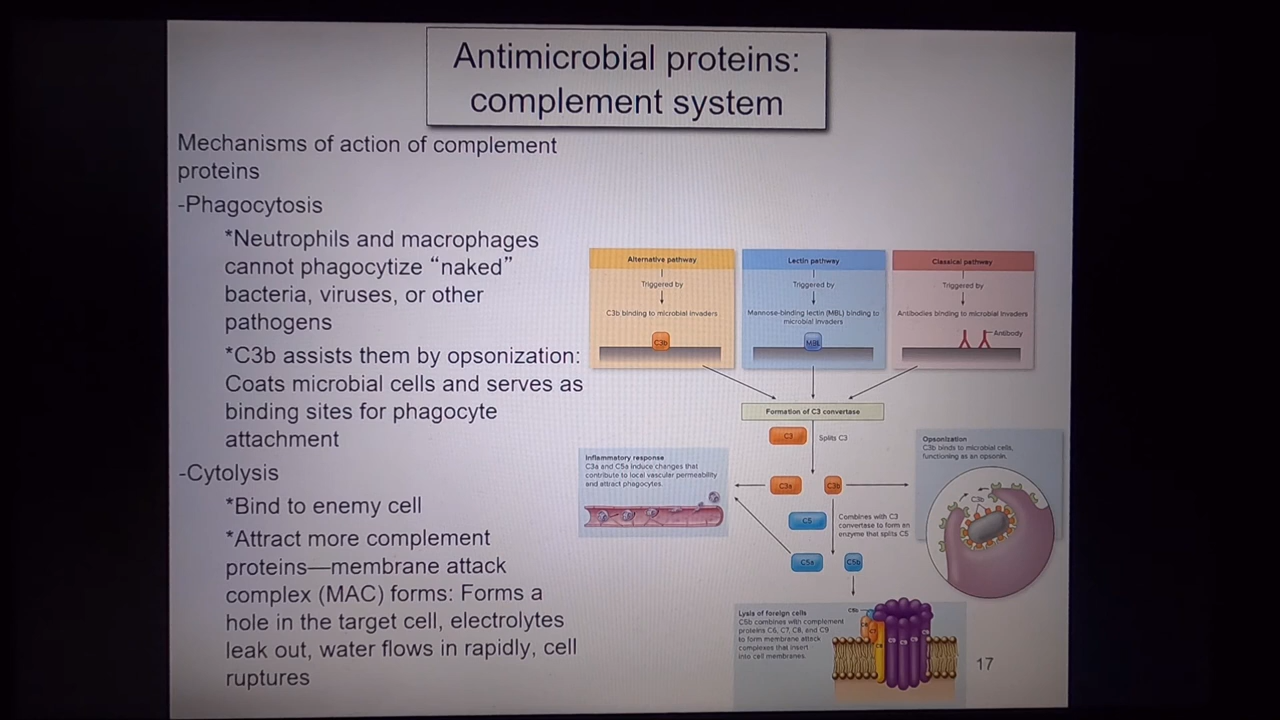 Antimicrobial proteins:
complement system
Mechanisms of action of complement
proteins
-Phagocytosis
*Neutrophils and macrophages
cannot phagocytize “naked”
bacteria, viruses, or other
pathogens
*C3b assists them by opsonization:
Coats microbial cells and serves as
binding sites for phagocyte
attachment
-Cytolysis
*Bind to enemy cell
*Attract more complement
proteins—membrane attack
complex (MAC) forms: Forms a
hole in the target cell, electrolytes
leak out, water flows in rapidly, cell
ruptures
Alternative pathway
Triggered by
C3b binding to microbial invaders
C3b
Lectin pathway
Triggered by
Mannose-binding lectin (MBL) binding to
microbial invaders
MBL
Classical pathway
Triggered by
Antibodies binding to microbial invaders
Antibody
Formation of C3 convertase
C3
Splits C3
Inflammatory response
C3a and C5a induce changes that
contribute to local vascular permeability
and attract phagocytes.
C3a
C3b
Opsonization
C3b binds to microbial cells,
functioning as an opsonin.
C3b
C5
Combines with C3
convertase to form an
enzyme that splits C5
C5a
C5b
Lysis of foreign cells
C5b combines with complement
proteins C6, C7, C8, and C9
to form membrane attack
complexes that insert
into cell membranes.
C5b
C7
C8
C9
C9
C9
17